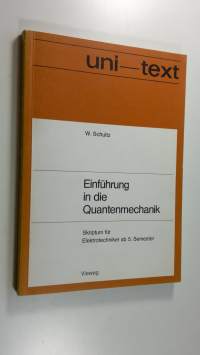 uni—text
W. Schultz
Einführung
in die
Quantenmechanik
Skriptum für
Elektrotechniker ab 5. Semester
Vieweg